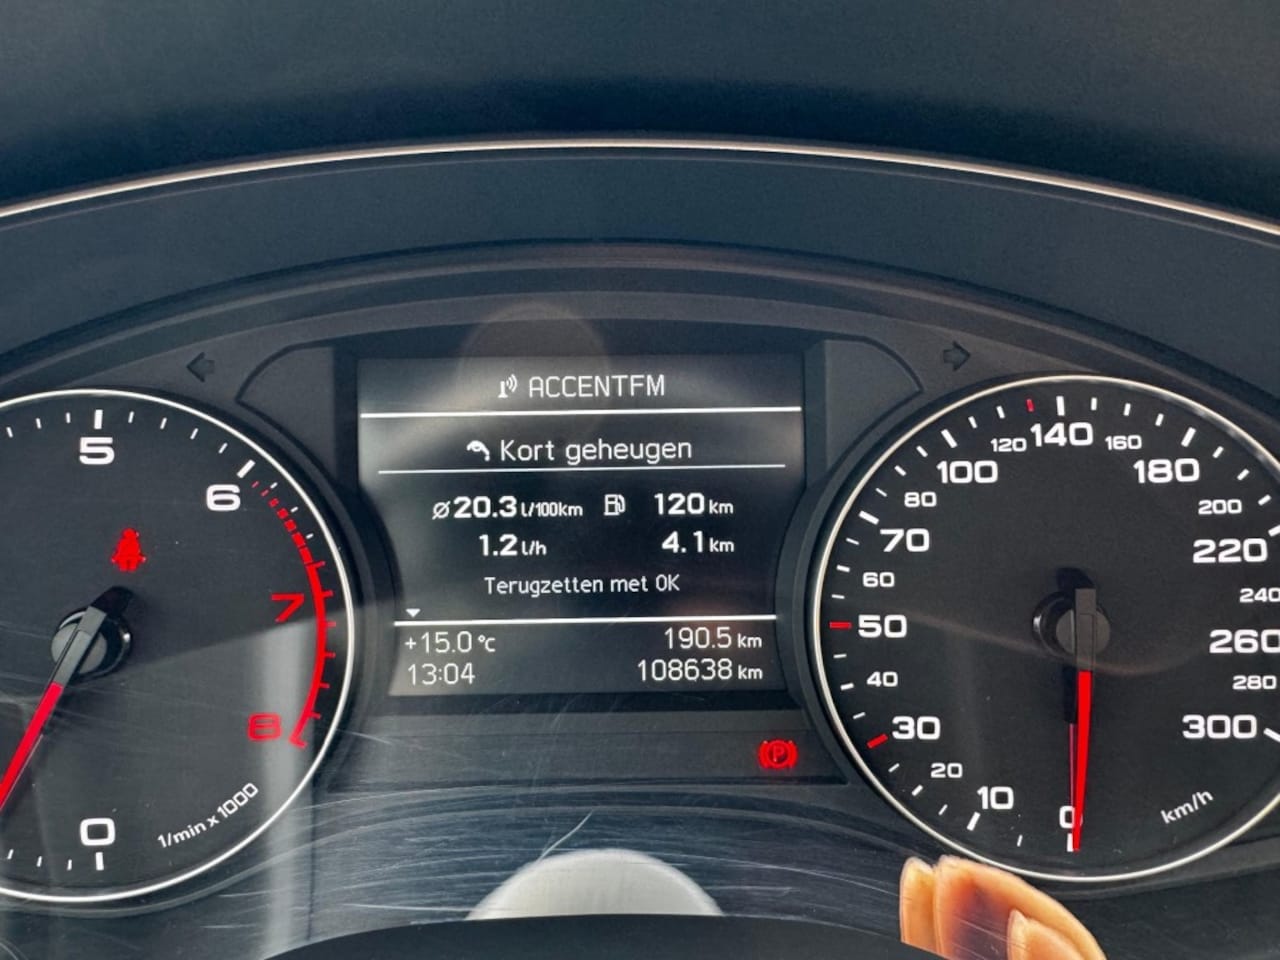 ACCENTFM
Kort geheugen
⌀20.3 l/100km 120 km
1.2 l/h 4.1 km
Terugzetten met OK
+15.0 °C 190.5 km
13:04 108638 km
5
6
7
8
0
1/min x 1000
0
10
20
30
40
50
60
70
80
100
120
140
160
180
200
220
240
260
280
300
km/h
P